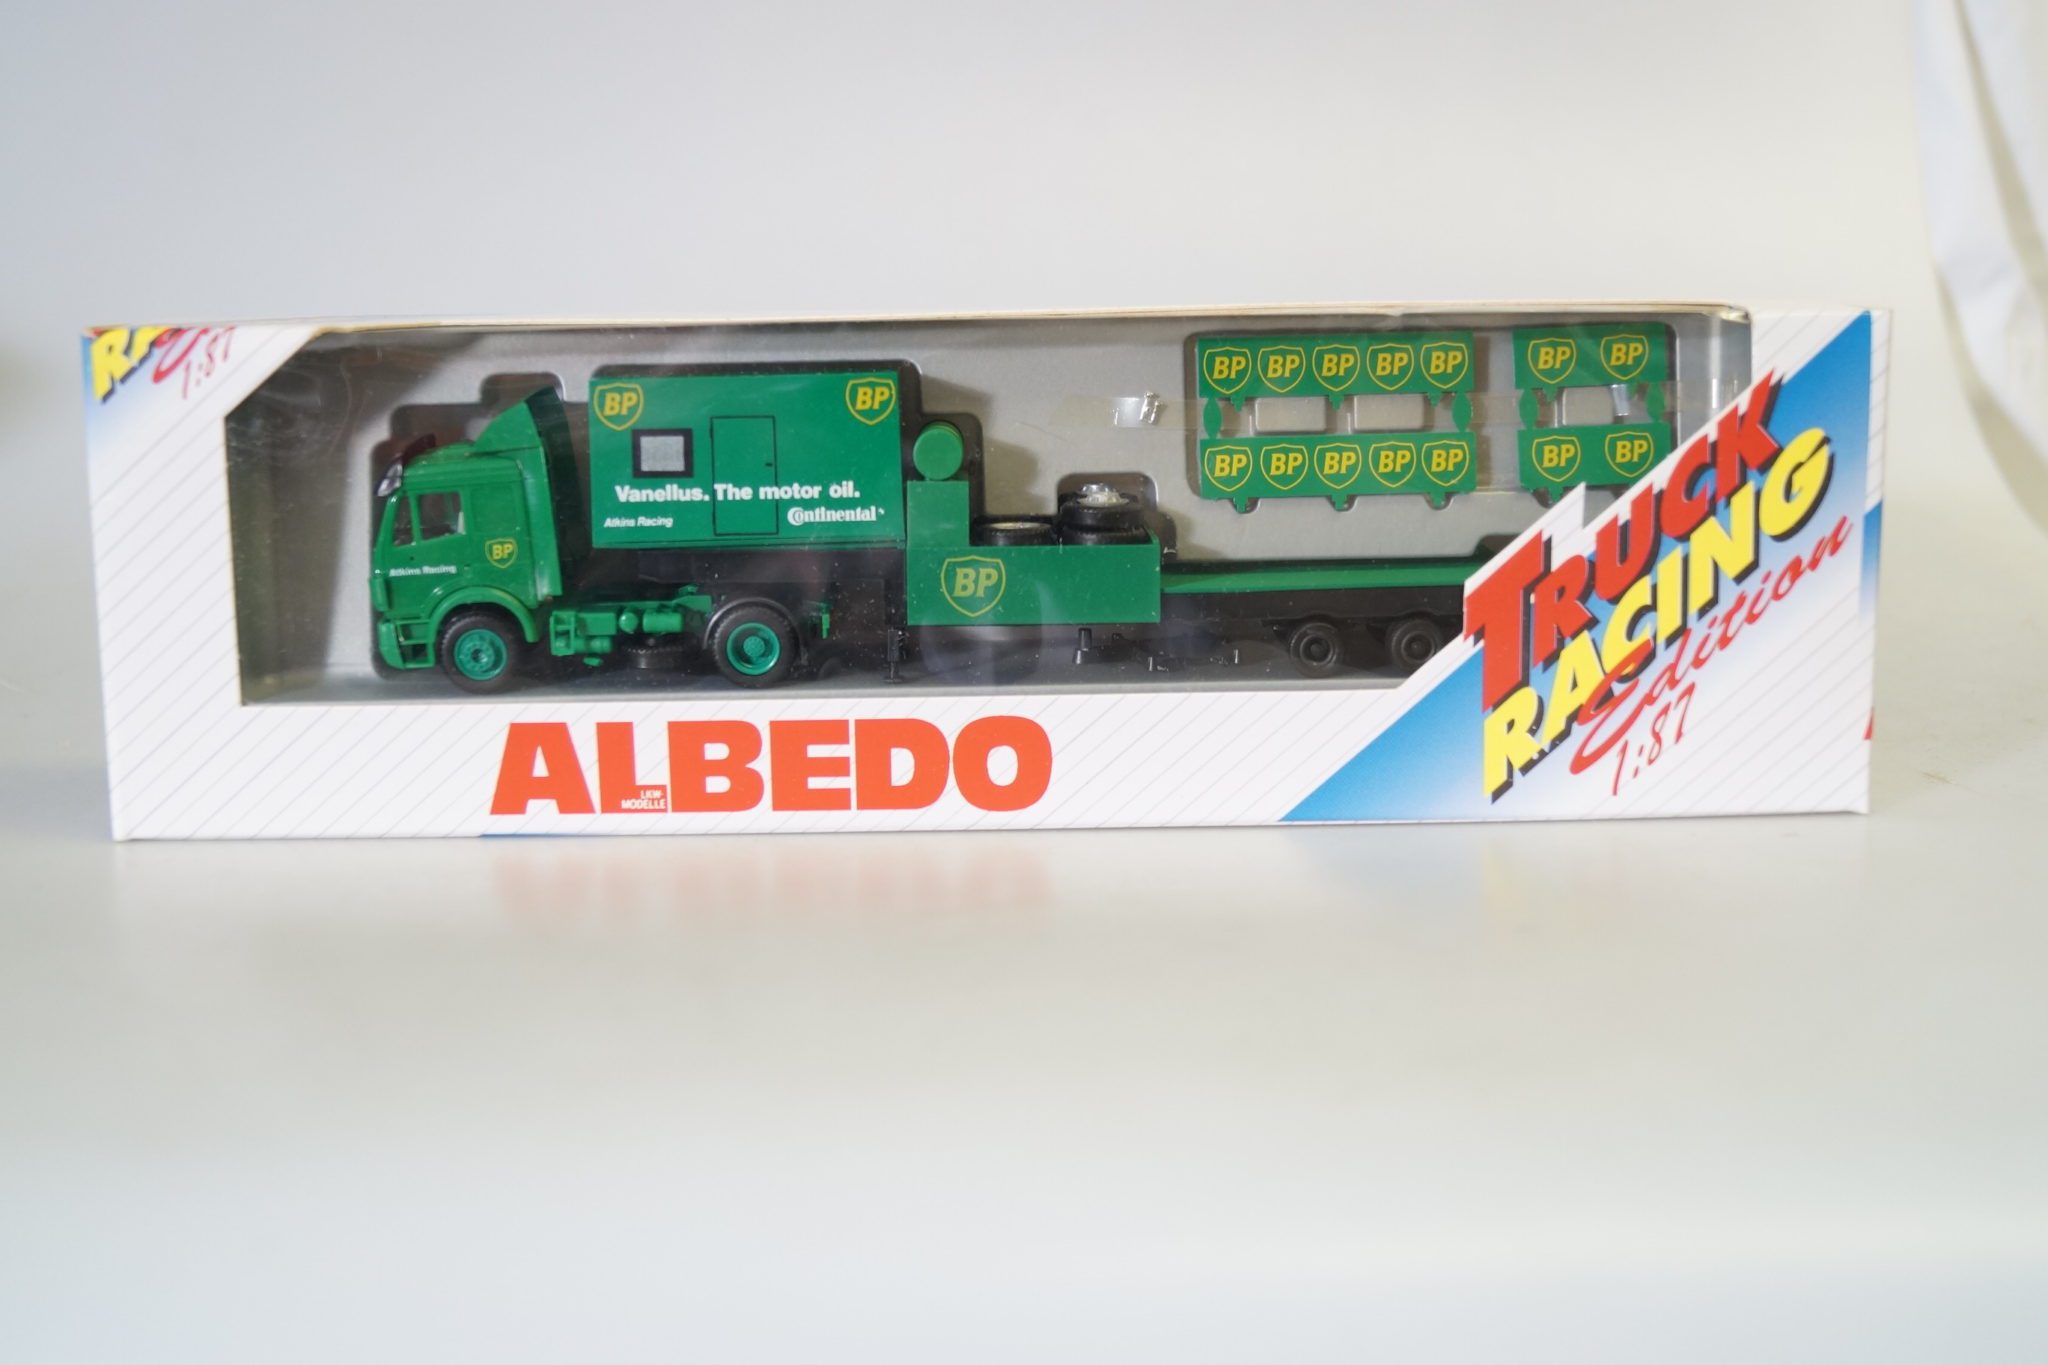 RA
1:87
BP BP
Vanellus. The motor oil.
Atkins Racing
Continental
BP
Atkins Racing
BP
BP BP BP BP BP
BP BP
BP BP BP BP BP
BP BP
TRUCK
RACING
Edition
1:87
ALBEDO
LKW-
MODELLE